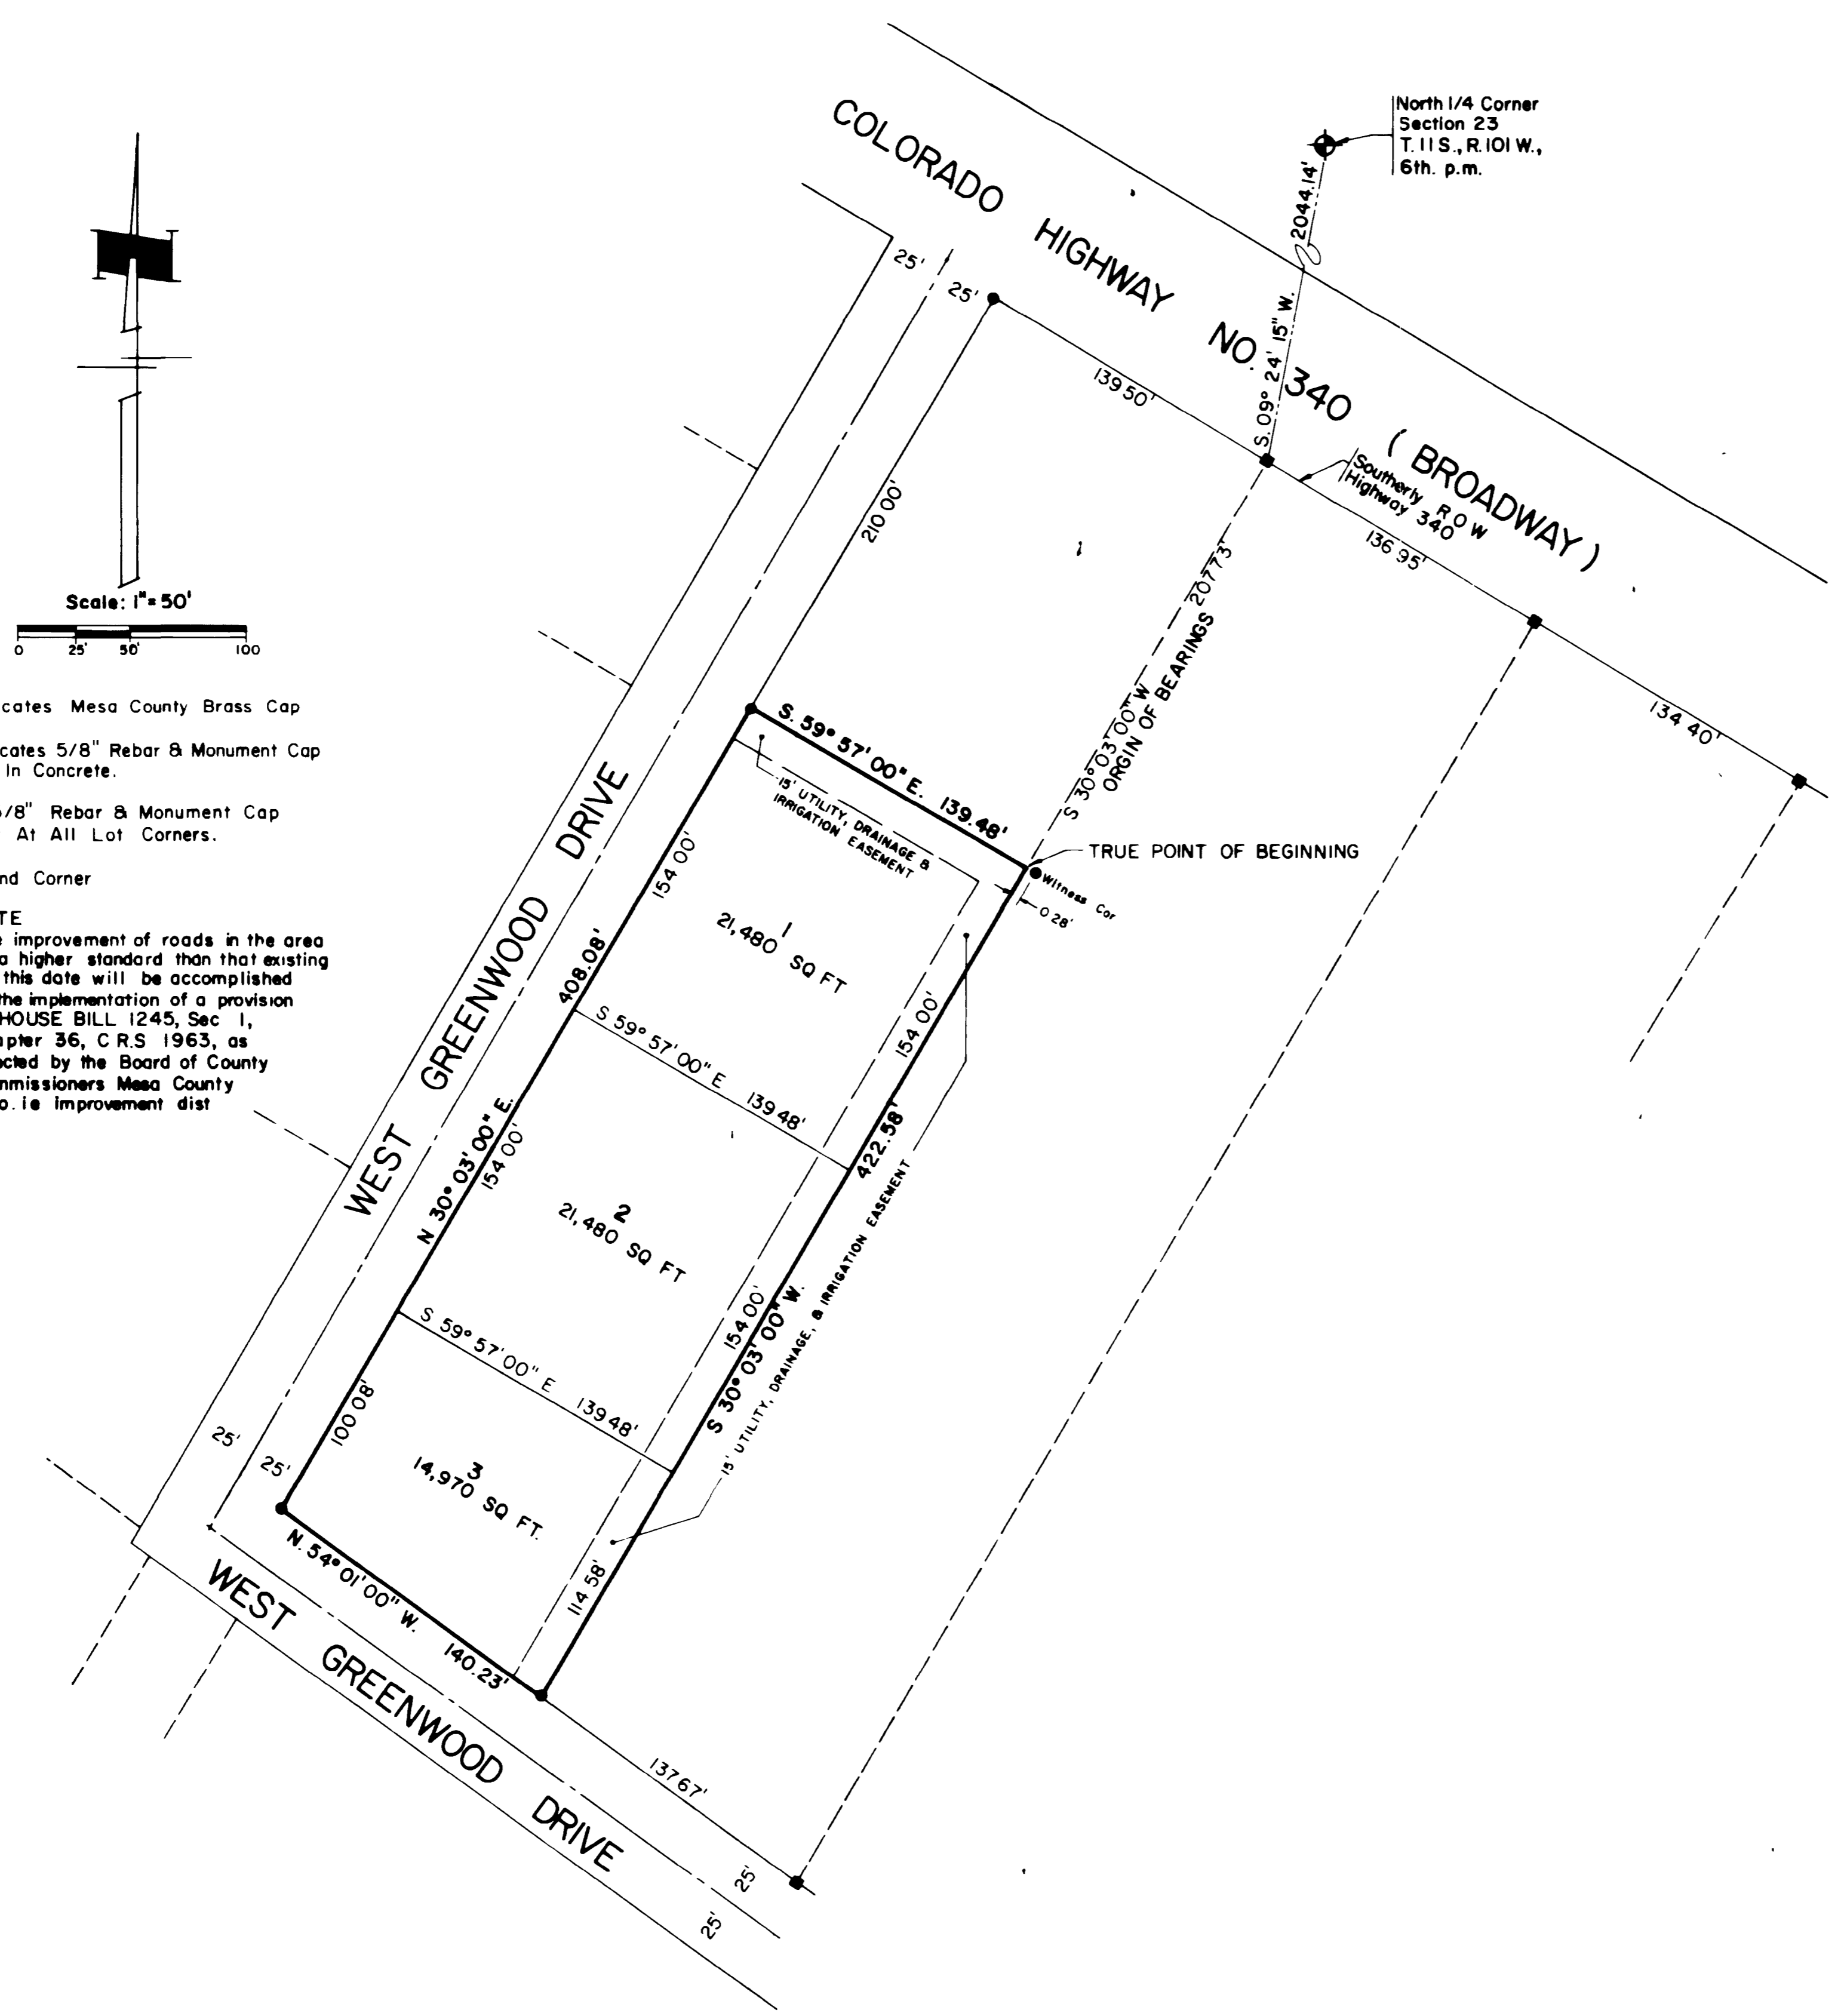 COLORADO HIGHWAY NO. 340 (BROADWAY)
North 1/4 Corner
Section 23
T. 11 S., R. 101 W.,
6th. p.m.
2044.14'
S. 09° 24' 15" W.
25'
25'
139 50'
Southerly R O W
Highway 340
136 95'
134 40'
210 00'
S 30° 03' 00" W 207 73'
ORGIN OF BEARINGS
Scale: 1"= 50'
0 25' 50' 100
cates Mesa County Brass Cap
cates 5/8" Rebar & Monument Cap
In Concrete.
5/8" Rebar & Monument Cap
At All Lot Corners.
nd Corner
TE
e improvement of roads in the area
a higher standard than that existing
this date will be accomplished
the implementation of a provision
HOUSE BILL 1245, Sec 1,
apter 36, C R.S 1963, as
cted by the Board of County
mmissioners Mesa County
o. ie improvement dist
WEST GREENWOOD DRIVE
S. 59° 57' 00" E. 139.48'
15' UTILITY, DRAINAGE &
IRRIGATION EASEMENT
TRUE POINT OF BEGINNING
Witness Cor
0 28'
154 00'
1
21,480 SQ FT
408.08'
N 30° 03' 00" E.
154 00'
S 59° 57' 00" E 139 48'
154 00'
422.58'
S 30° 03' 00" W.
15' UTILITY, DRAINAGE, & IRRIGATION EASEMENT
2
21,480 SQ FT
154 00'
S 59° 57' 00" E 139 48'
100 08'
3
14,970 SQ FT.
114 58'
25'
25'
N. 54° 01' 00" W. 140.23'
WEST GREENWOOD DRIVE
137 67'
25'
25'